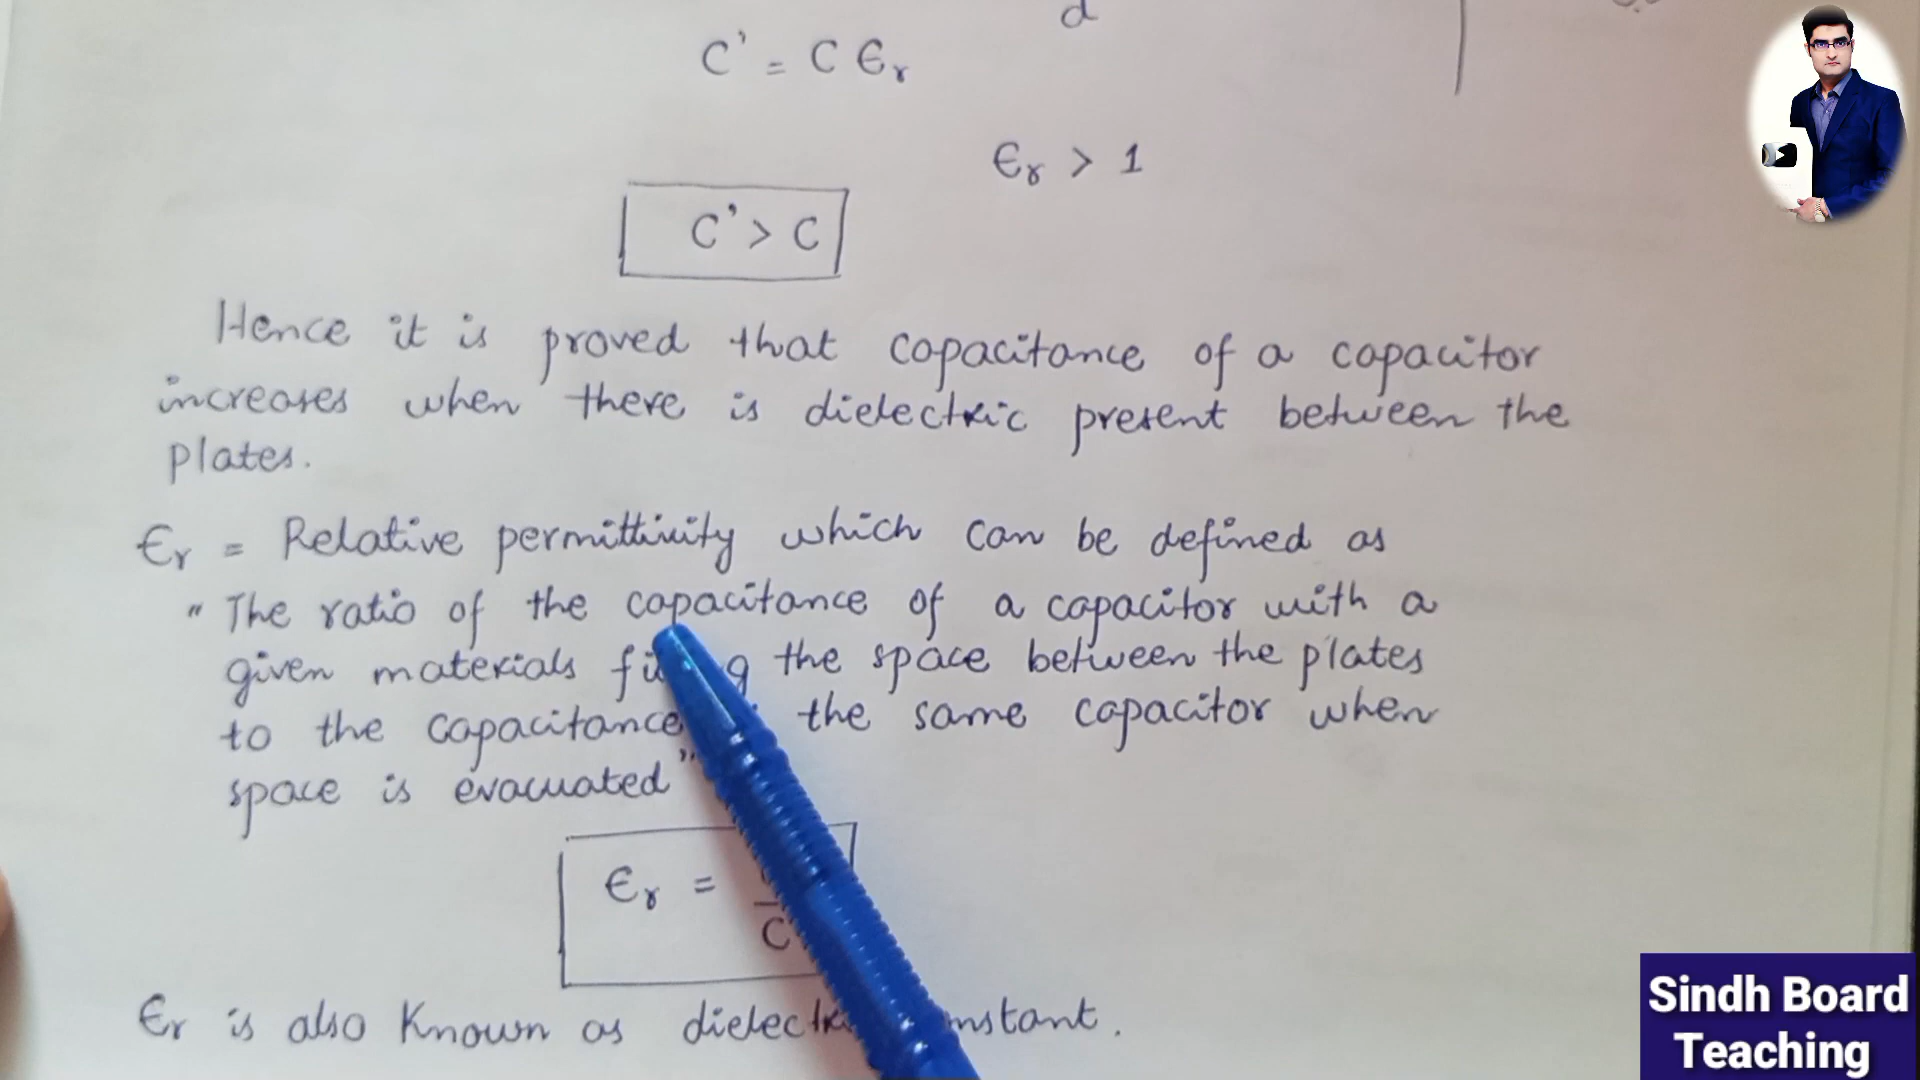 d
C' = C ϵr
ϵr > 1
C' > C
Hence it is proved that capacitance of a capacitor
increases when there is dielectric present between the
plates.
ϵr = Relative permittivity which can be defined as
" The ratio of the capacitance of a capacitor with a
given materials the space between the plates
to the capacitance the same capacitor when
space is evacuated"
ϵr = C
ϵr is also known as
Sindh Board
Teaching